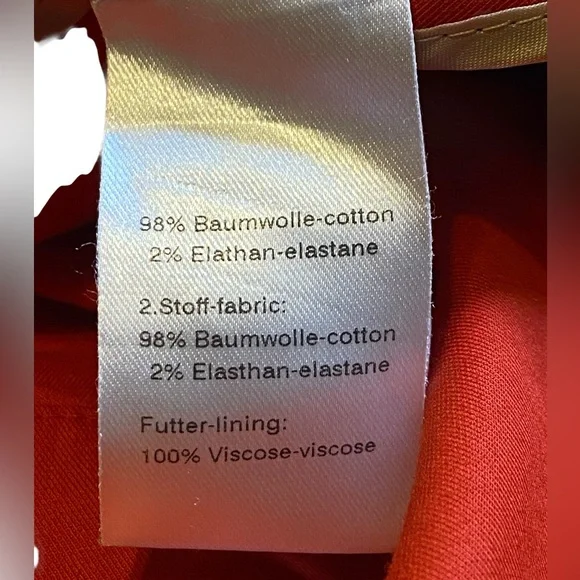 98% Baumwolle-cotton
2% Elathan-elastane
2.Stoff-fabric:
98% Baumwolle-cotton
2% Elasthan-elastane
Futter-lining:
100% Viscose-viscose